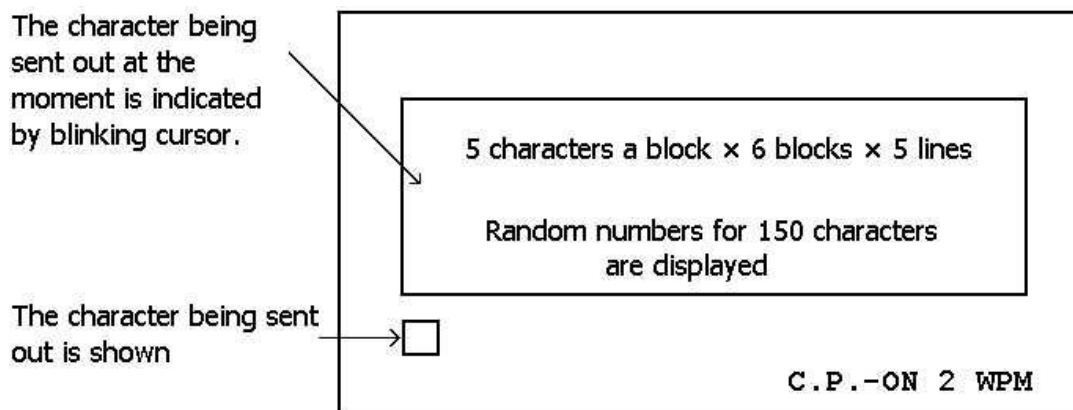 The character being
sent out at the
moment is indicated
by blinking cursor.
5 characters a block × 6 blocks × 5 lines
Random numbers for 150 characters
are displayed
The character being sent
out is shown
C.P.-ON 2 WPM